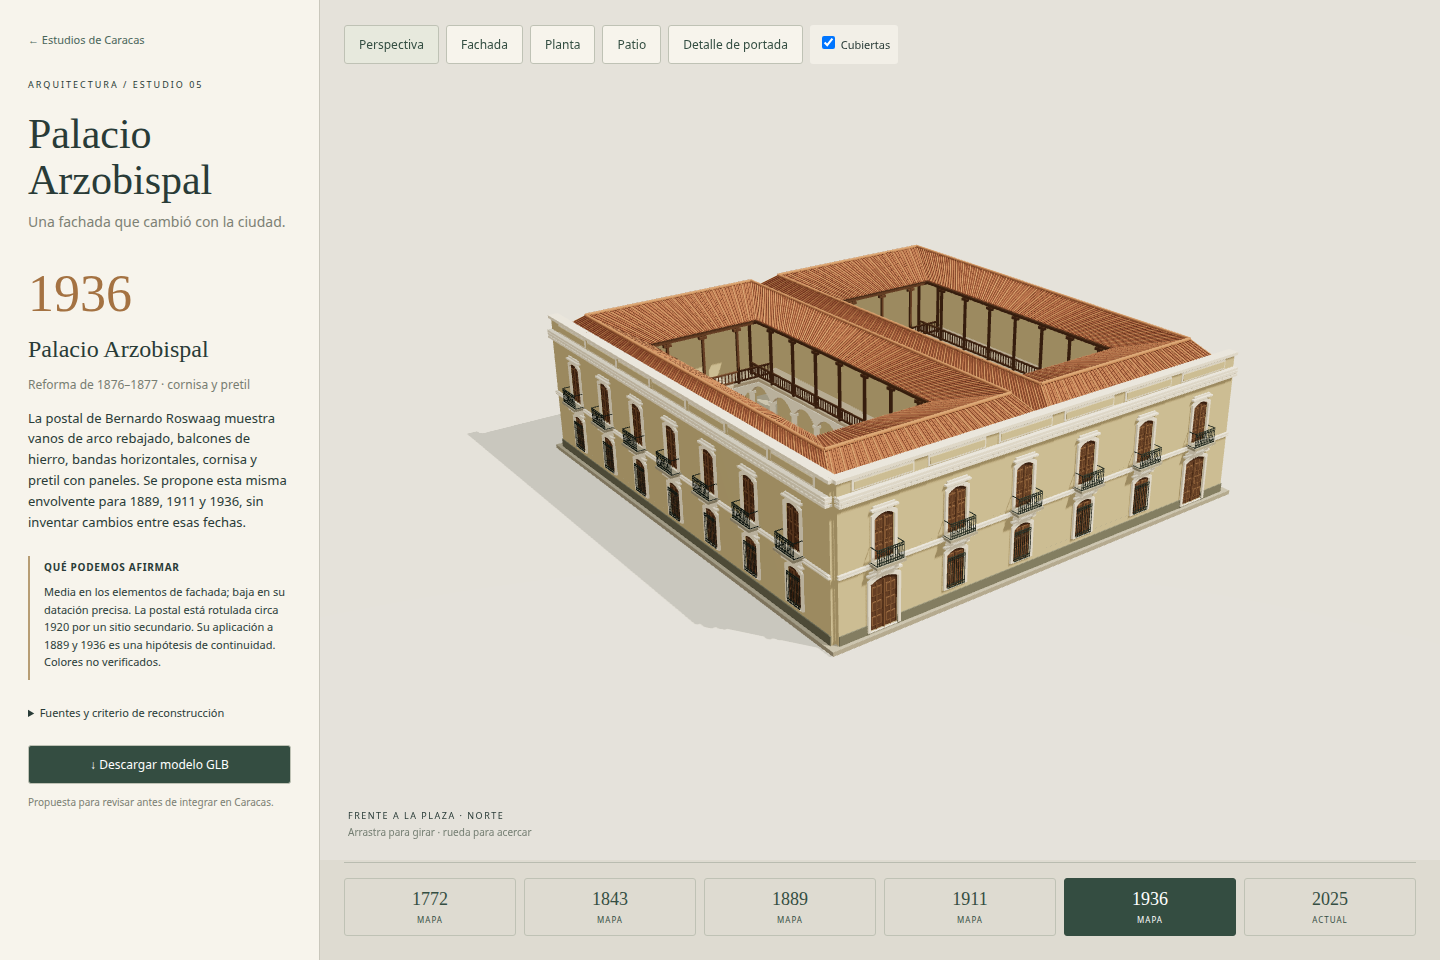 ← Estudios de Caracas
ARQUITECTURA / ESTUDIO 05
Palacio
Arzobispal
Una fachada que cambió con la ciudad.
1936
Palacio Arzobispal
Reforma de 1876–1877 · cornisa y pretil
La postal de Bernardo Roswaag muestra
vanos de arco rebajado, balcones de
hierro, bandas horizontales, cornisa y
pretil con paneles. Se propone esta misma
envolvente para 1889, 1911 y 1936, sin
inventar cambios entre esas fechas.
QUÉ PODEMOS AFIRMAR
Media en los elementos de fachada; baja en su
datación precisa. La postal está rotulada circa
1920 por un sitio secundario. Su aplicación a
1889 y 1936 es una hipótesis de continuidad.
Colores no verificados.
▶ Fuentes y criterio de reconstrucción
↓ Descargar modelo GLB
Propuesta para revisar antes de integrar en Caracas.
Perspectiva
Fachada
Planta
Patio
Detalle de portada
Cubiertas
FRENTE A LA PLAZA · NORTE
Arrastra para girar · rueda para acercar
1772
MAPA
1843
MAPA
1889
MAPA
1911
MAPA
1936
MAPA
2025
ACTUAL